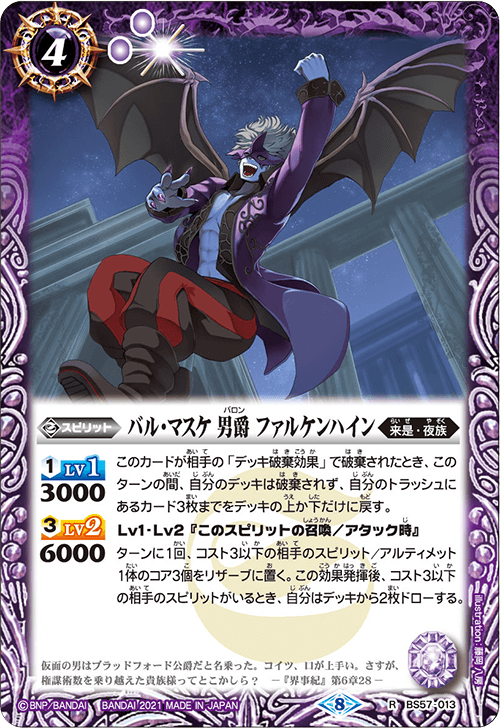 4
バル・マスケ 男爵 ファルケンハイン
バロン
スピリット
来是・夜族
らいぜ やぞく
1 LV1 3000
このカードが相手の「デッキ破棄効果」で破棄されたとき、この
ターンの間、自分のデッキは破棄されず、自分のトラッシュに
あるカード3枚までをデッキの上か下だけに戻す。
3 LV2 6000
Lv1・Lv2『このスピリットの召喚/アタック時』
ターンに1回、コスト3以下の相手のスピリット/アルティメット
1体のコア3個をリザーブに置く。この効果発揮後、コスト3以下
の相手のスピリットがいるとき、自分はデッキから2枚ドローする。
仮面の男はブラッドフォード公爵だと名乗った。コイツ、口が上手い。さすが、
権謀術数を乗り越えた貴族様ってとこかしら? ―『界事紀』第6章28―
©BNP/BANDAI BANDAI 2021 MADE IN JAPAN
8
R BS57-013